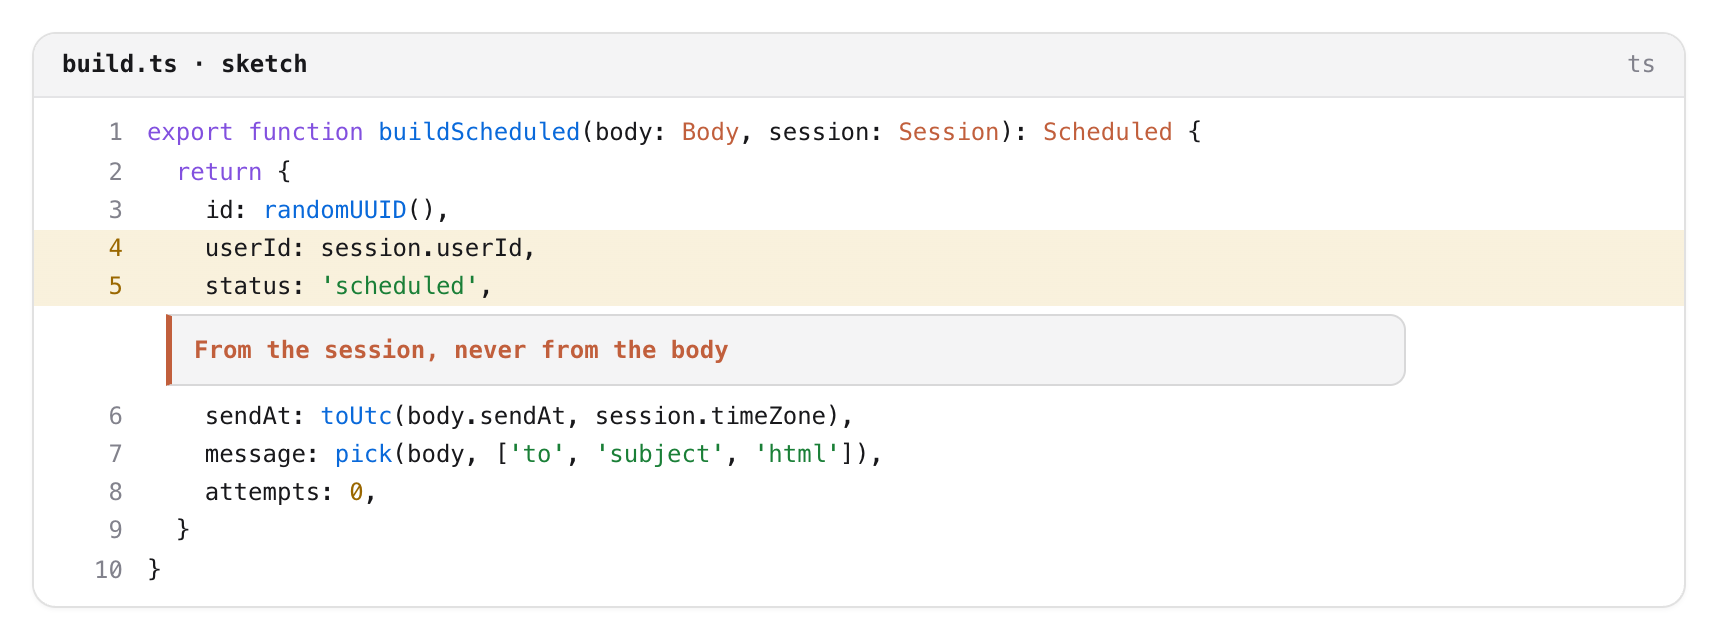 build.ts · sketch
ts
1 export function buildScheduled(body: Body, session: Session): Scheduled {
2   return {
3     id: randomUUID(),
4     userId: session.userId,
5     status: 'scheduled',
From the session, never from the body
6     sendAt: toUtc(body.sendAt, session.timeZone),
7     message: pick(body, ['to', 'subject', 'html']),
8     attempts: 0,
9   }
10 }